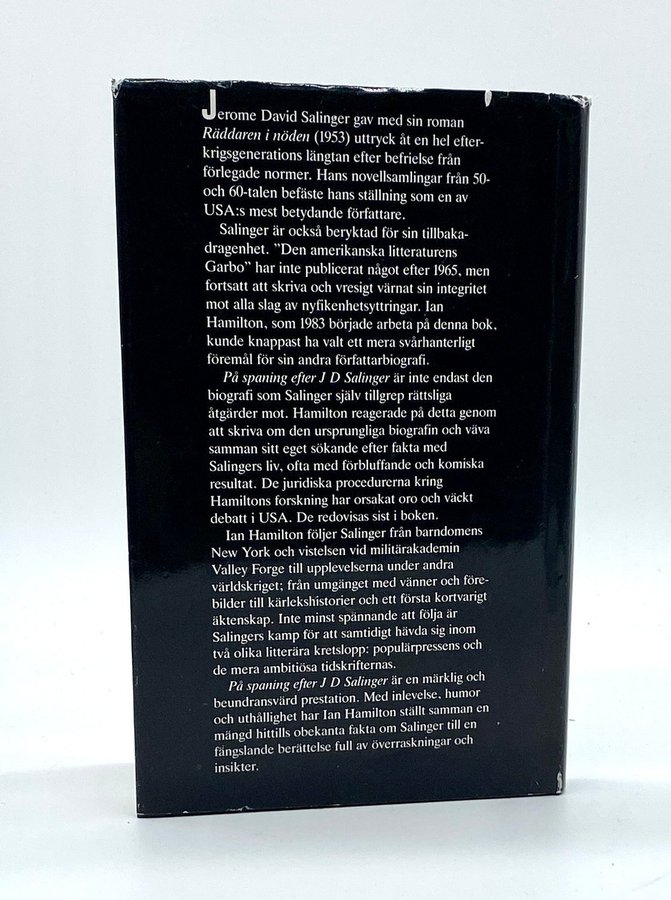 Jerome David Salinger gav med sin roman
Räddaren i nöden (1953) uttryck åt en hel efter-
krigsgenerations längtan efter befrielse från
förlegade normer. Hans novellsamlingar från 50-
och 60-talen befäste hans ställning som en av
USA:s mest betydande författare.
Salinger är också beryktad för sin tillbaka-
dragenhet. ”Den amerikanska litteraturens
Garbo” har inte publicerat något efter 1965, men
fortsatt att skriva och vresigt värnat sin integritet
mot alla slag av nyfikenhetsyttringar. Ian
Hamilton, som 1983 började arbeta på denna bok,
kunde knappast ha valt ett mera svårhanterligt
föremål för sin andra författarbiografi.
På spaning efter J D Salinger är inte endast den
biografi som Salinger själv tillgrep rättsliga
åtgärder mot. Hamilton reagerade på detta genom
att skriva om den ursprungliga biografin och väva
samman sitt eget sökande efter fakta med
Salingers liv, ofta med förbluffande och komiska
resultat. De juridiska procedurerna kring
Hamiltons forskning har orsakat oro och väckt
debatt i USA. De redovisas sist i boken.
Ian Hamilton följer Salinger från barndomens
New York och vistelsen vid militärakademin
Valley Forge till upplevelserna under andra
världskriget; från umgänget med vänner och före-
bilder till kärlekshistorier och ett första kortvarigt
äktenskap. Inte minst spännande att följa är
Salingers kamp för att samtidigt hävda sig inom
två olika litterära kretslopp: populärpressens och
de mera ambitiösa tidskrifternas.
På spaning efter J D Salinger är en märklig och
beundransvärd prestation. Med inlevelse, humor
och uthållighet har Ian Hamilton ställt samman en
mängd hittills obekanta fakta om Salinger till en
fängslande berättelse full av överraskningar och
insikter.